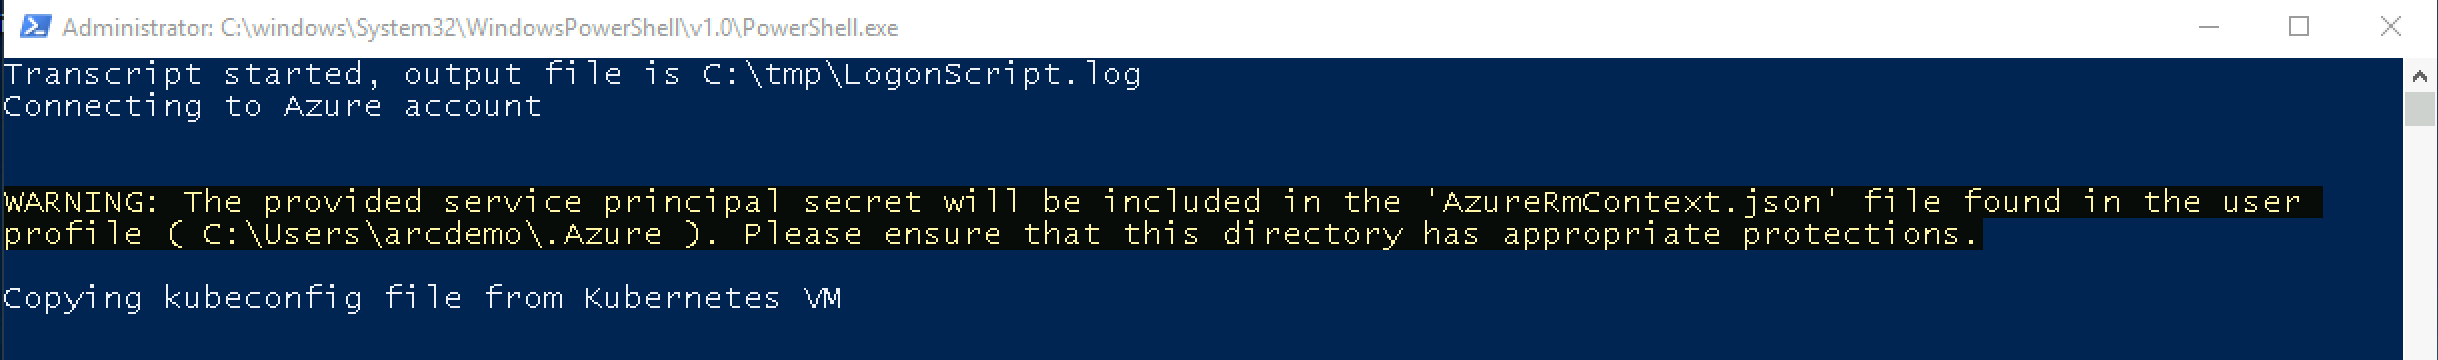 Administrator: C:\windows\System32\WindowsPowerShell\v1.0\PowerShell.exe
Transcript started, output file is C:\tmp\LogonScript.log
Connecting to Azure account
WARNING: The provided service principal secret will be included in the 'AzureRmContext.json' file found in the user
profile ( C:\Users\arcdemo\.Azure ). Please ensure that this directory has appropriate protections.
Copying kubeconfig file from Kubernetes VM